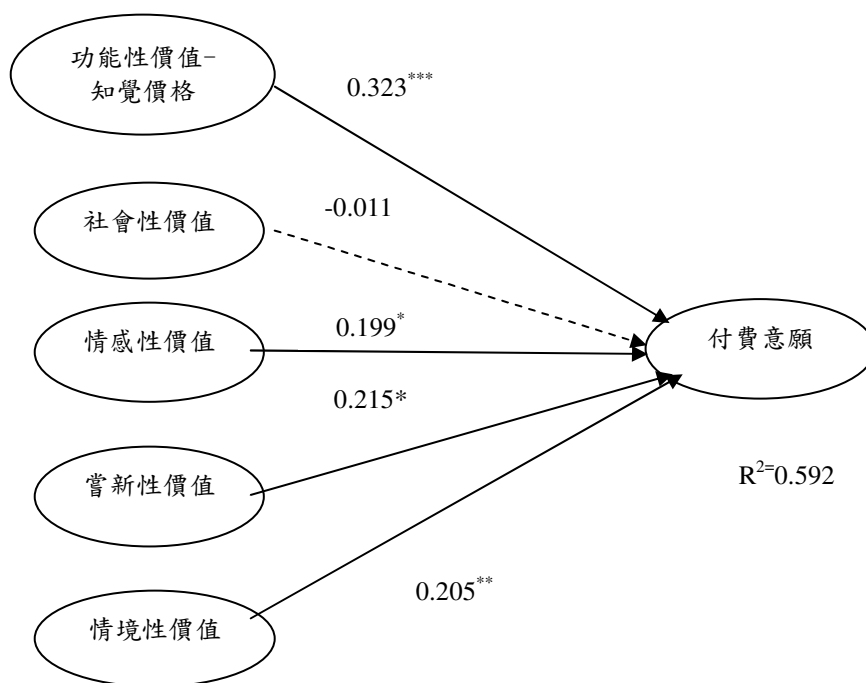 功能性價值-
知覺價格
0.323***
社會性價值
-0.011
情感性價值
0.199*
付費意願
0.215*
嘗新性價值
R²=0.592
情境性價值
0.205**